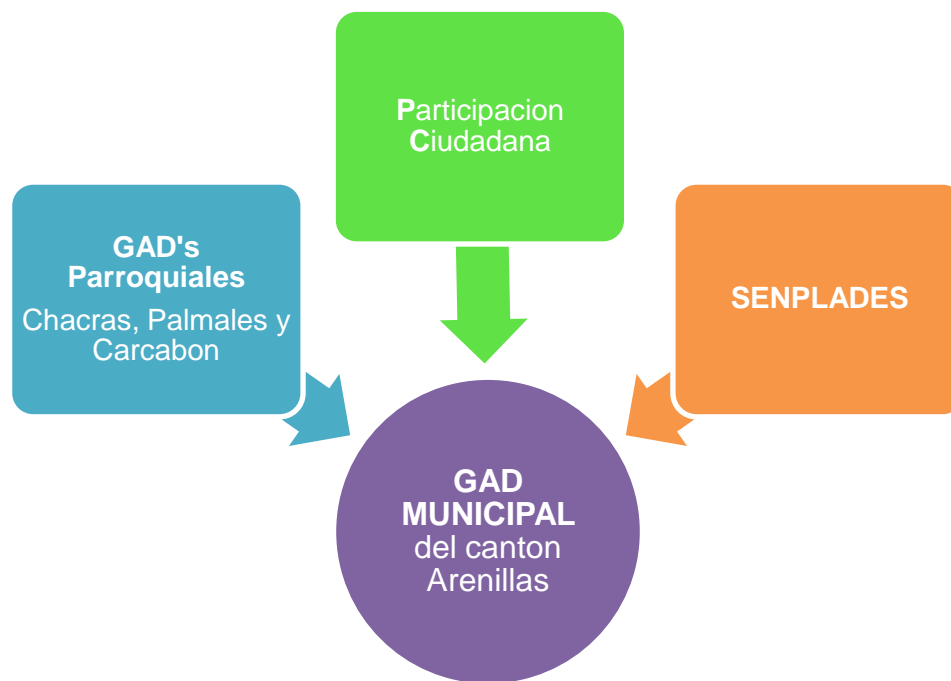 Participacion
Ciudadana
GAD's
Parroquiales
Chacras, Palmales y
Carcabon
SENPLADES
GAD
MUNICIPAL
del canton
Arenillas